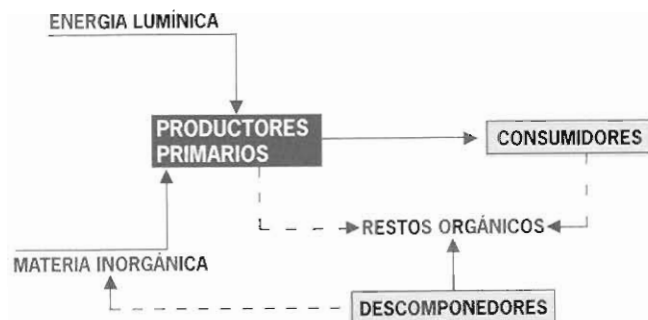 ENERGIA LUMÍNICA
PRODUCTORES
PRIMARIOS
CONSUMIDORES
RESTOS ORGÁNICOS
MATERIA INORGÁNICA
DESCOMPONEDORES